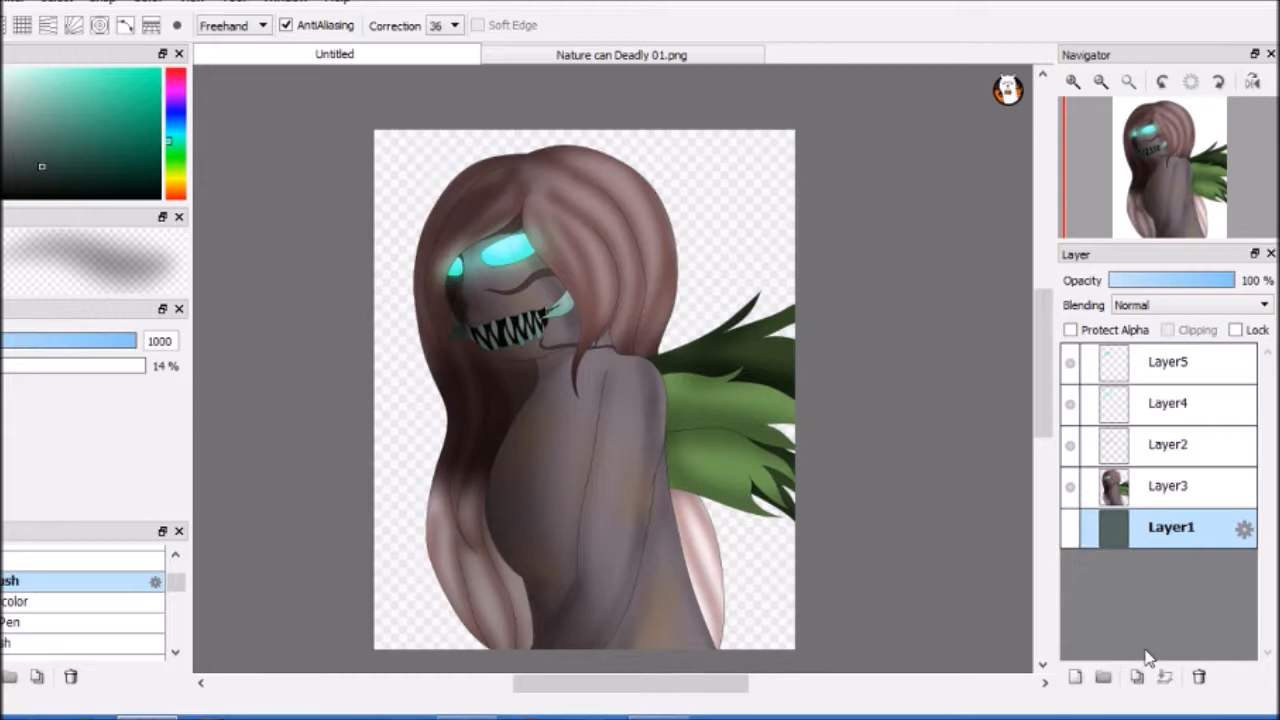 Freehand AntiAliasing Correction 36 Soft Edge
Untitled Nature can Deadly 01.png
Navigator
Layer
Opacity 100 %
Blending Normal
Protect Alpha Clipping Lock
Layer5
Layer4
Layer2
Layer3
Layer1
1000
14 %
ush
color
Pen
sh